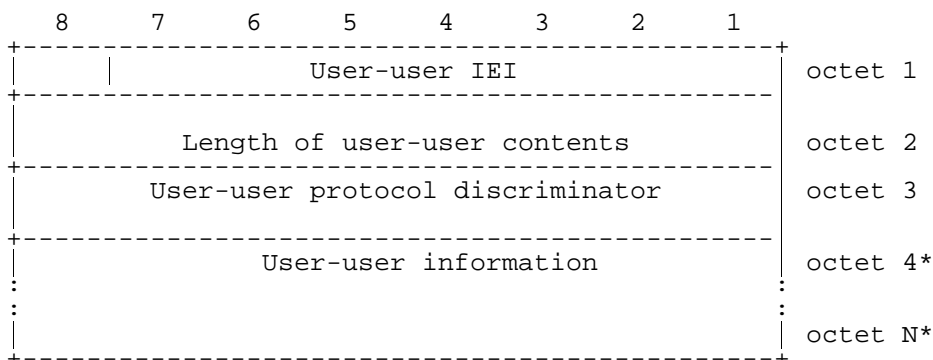 8 7 6 5 4 3 2 1
+-----------------------------------------------+
| | User-user IEI | octet 1
+-----------------------------------------------
| Length of user-user contents | octet 2
+-----------------------------------------------
| User-user protocol discriminator | octet 3
+-----------------------------------------------
| User-user information | octet 4*
: :
: :
| | octet N*
+-----------------------------------------------+